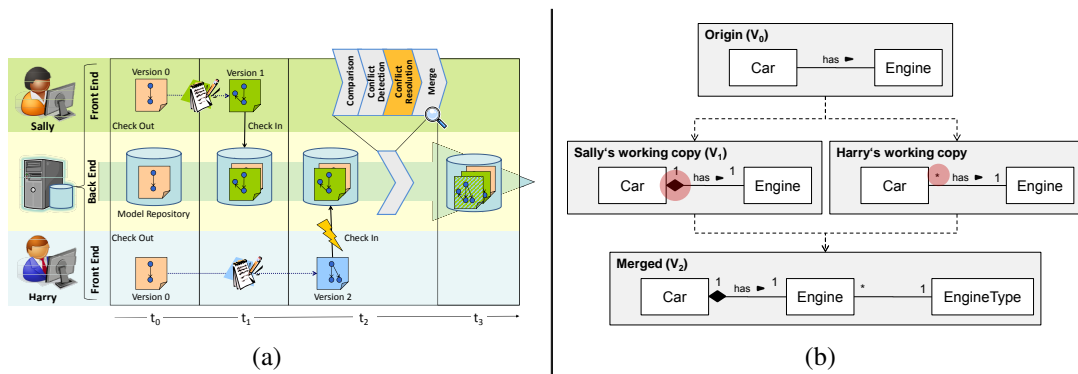 Front End
Sally
Version 0
Version 1
Check Out
Check In
Comparison
Conflict
Detection
Conflict
Resolution
Merge
Back End
Model Repository
Front End
Harry
Check Out
Check In
Version 0
Version 2
t0
t1
t2
t3
(a)
Origin (V0)
Car
has ►
Engine
Sally's working copy (V1)
Car
1
has ►
1
Engine
Harry's working copy
Car
*
has ►
1
Engine
Merged (V2)
Car
1
has ►
1
Engine
*
1
EngineType
(b)